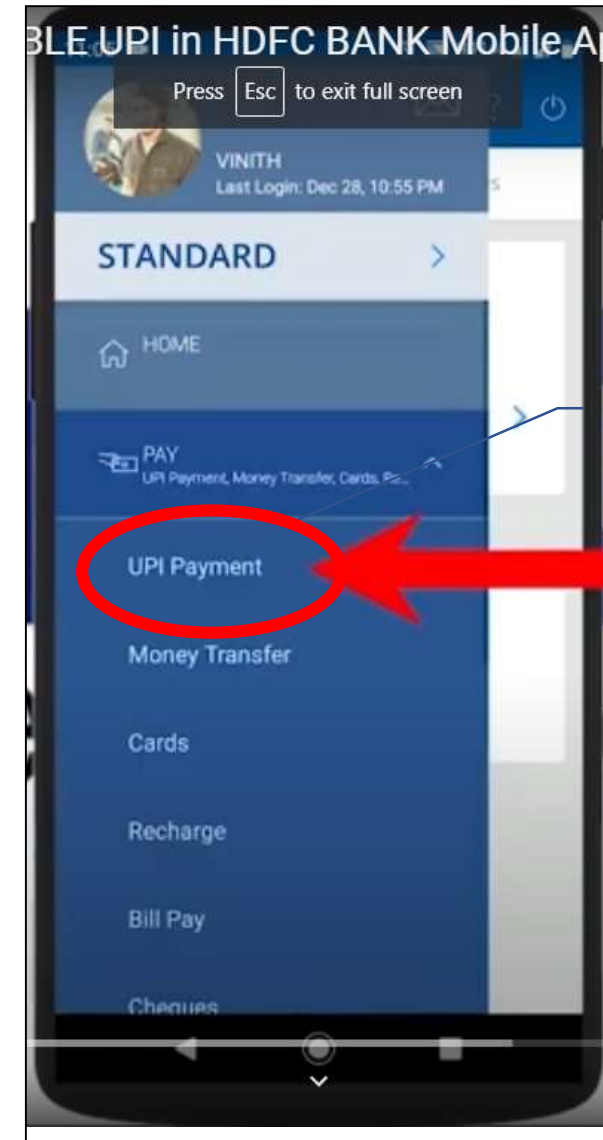 BLE UPI in HDFC BANK Mobile Ap
Press Esc to exit full screen
VINITH
Last Login: Dec 28, 10:55 PM
STANDARD
HOME
PAY
UPI Payment, Money Transfer, Cards, Re...
UPI Payment
Money Transfer
Cards
Recharge
Bill Pay
Cheques